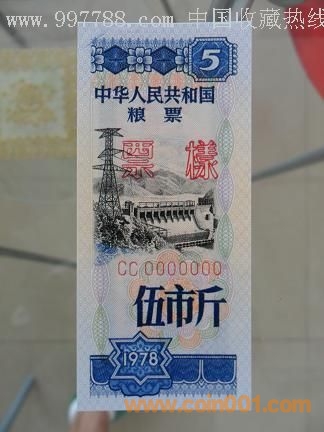 www.997788.com 中国收藏热线
5
中华人民共和国
粮票
票樣
CC 0000000
伍市斤
1978
www.coin001.com